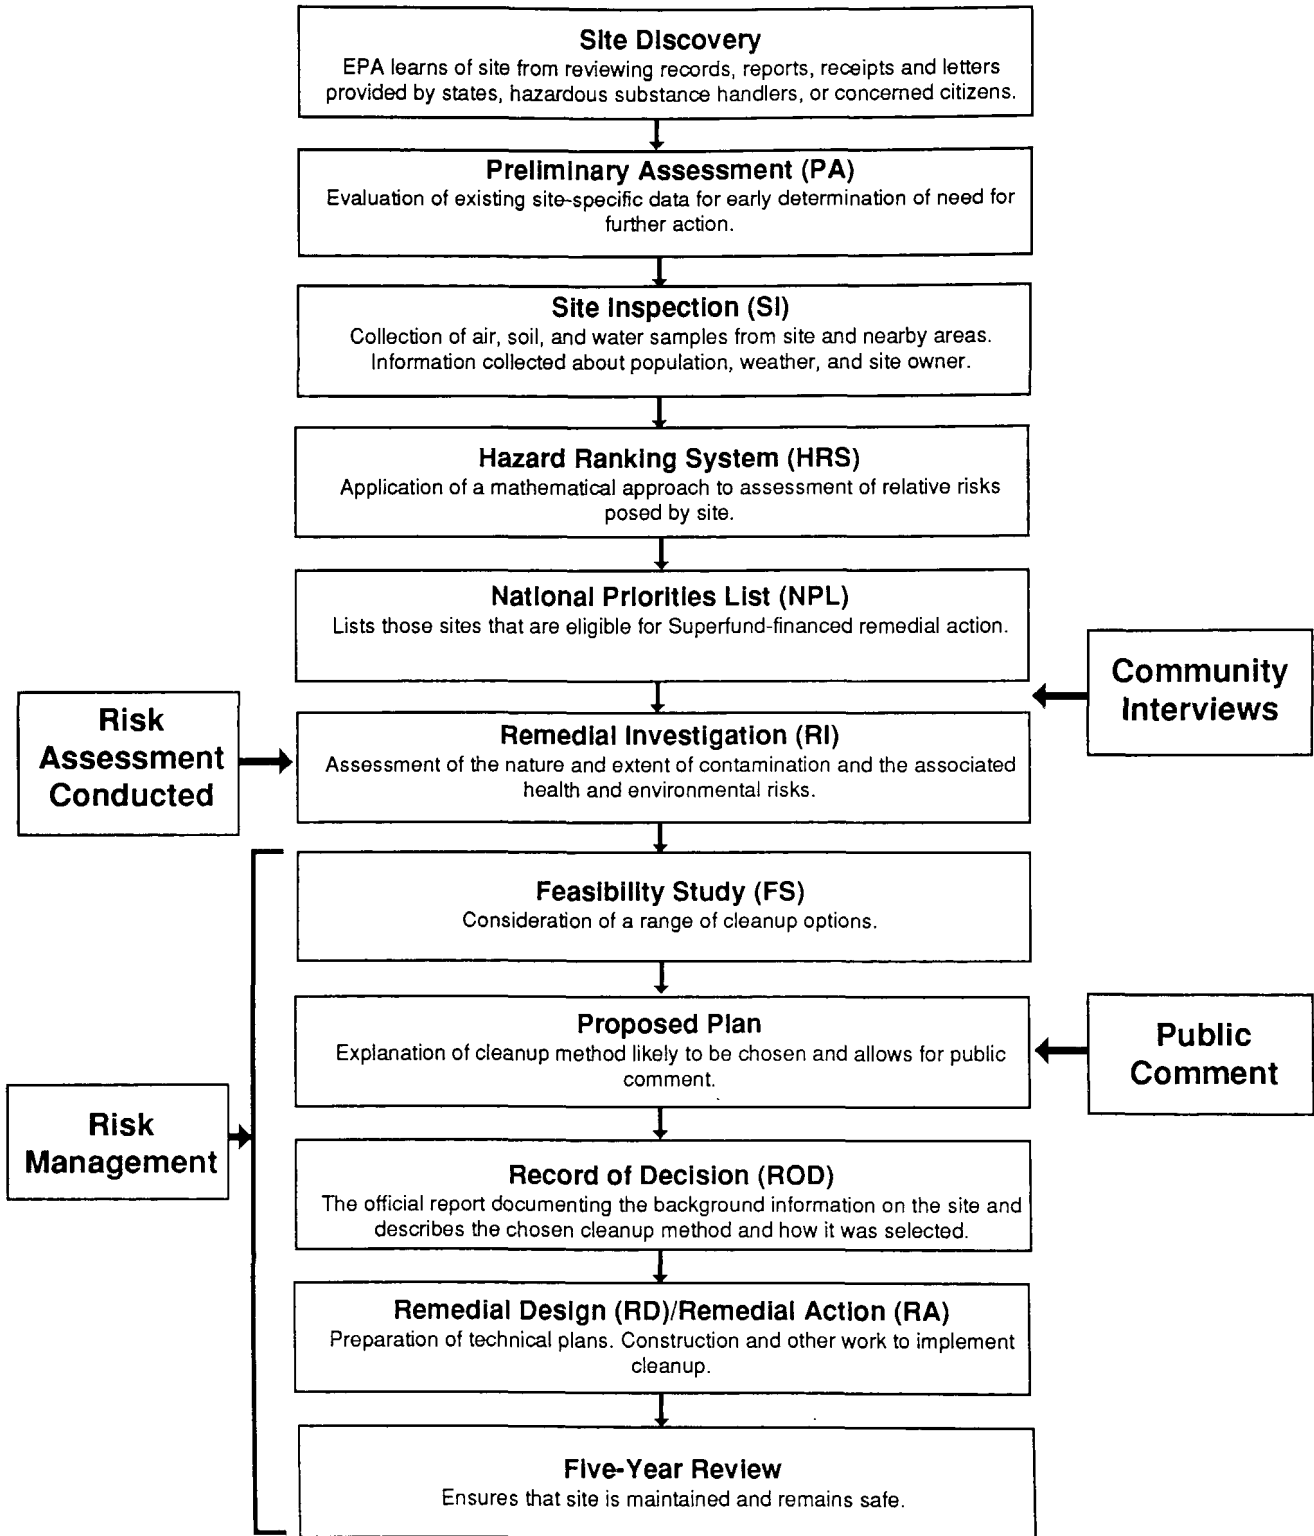 Site Discovery
EPA learns of site from reviewing records, reports, receipts and letters
provided by states, hazardous substance handlers, or concerned citizens.
Preliminary Assessment (PA)
Evaluation of existing site-specific data for early determination of need for
further action.
Site Inspection (SI)
Collection of air, soil, and water samples from site and nearby areas.
Information collected about population, weather, and site owner.
Hazard Ranking System (HRS)
Application of a mathematical approach to assessment of relative risks
posed by site.
National Priorities List (NPL)
Lists those sites that are eligible for Superfund-financed remedial action.
Community
Interviews
Risk
Assessment
Conducted
Remedial Investigation (RI)
Assessment of the nature and extent of contamination and the associated
health and environmental risks.
Feasibility Study (FS)
Consideration of a range of cleanup options.
Proposed Plan
Explanation of cleanup method likely to be chosen and allows for public
comment.
Public
Comment
Risk
Management
Record of Decision (ROD)
The official report documenting the background information on the site and
describes the chosen cleanup method and how it was selected.
Remedial Design (RD)/Remedial Action (RA)
Preparation of technical plans. Construction and other work to implement
cleanup.
Five-Year Review
Ensures that site is maintained and remains safe.